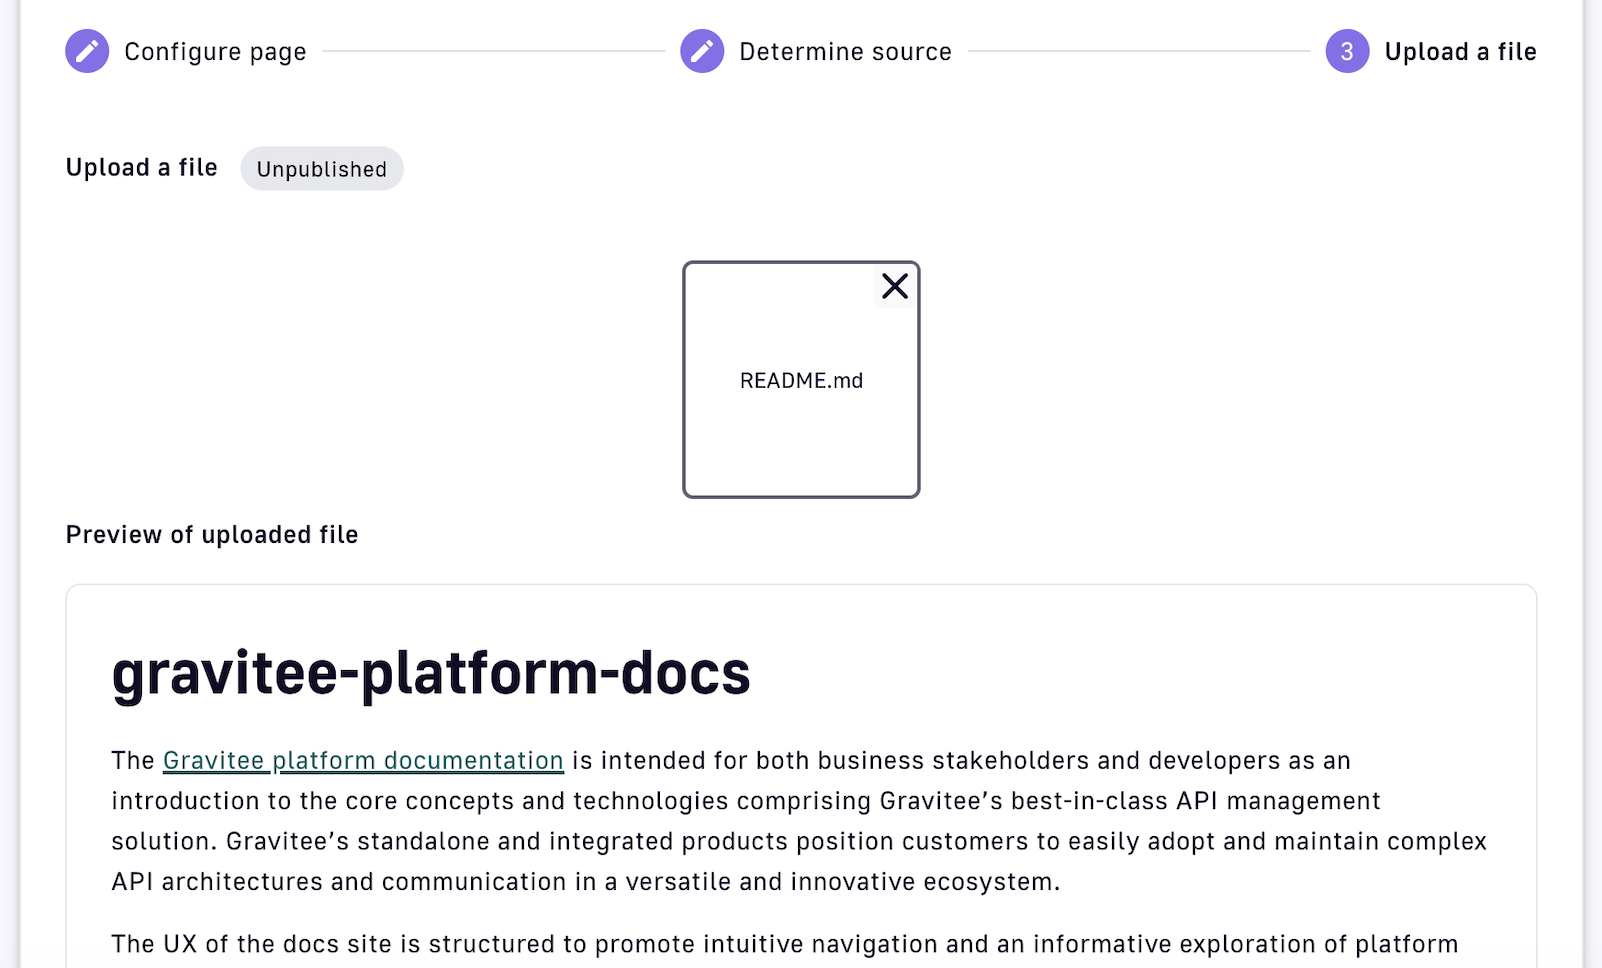 Configure page
Determine source
3
Upload a file
Upload a file
Unpublished
README.md
Preview of uploaded file
gravitee-platform-docs
The Gravitee platform documentation is intended for both business stakeholders and developers as an
introduction to the core concepts and technologies comprising Gravitee’s best-in-class API management
solution. Gravitee’s standalone and integrated products position customers to easily adopt and maintain complex
API architectures and communication in a versatile and innovative ecosystem.
The UX of the docs site is structured to promote intuitive navigation and an informative exploration of platform